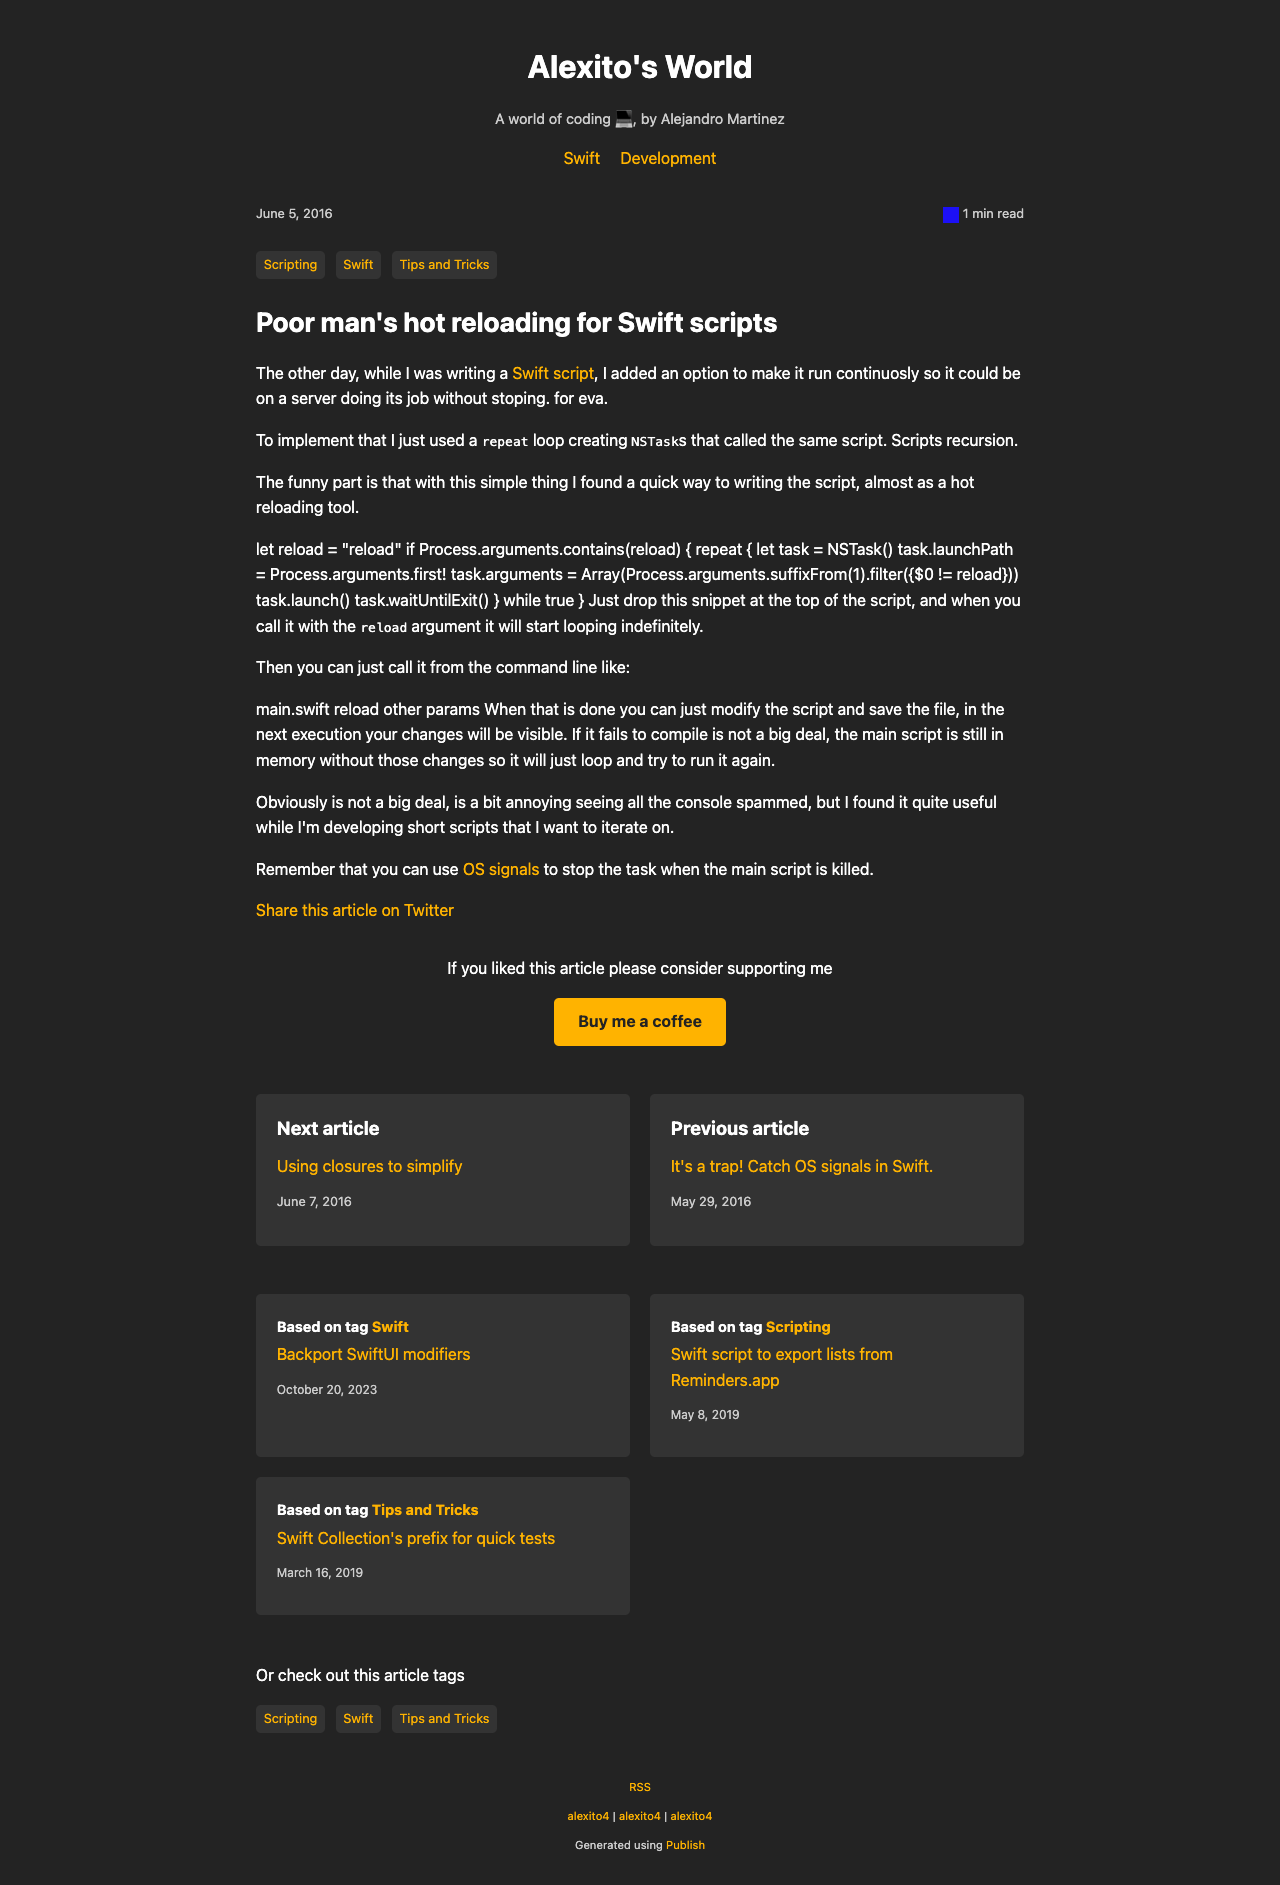 Alexito's World
A world of coding 💻, by Alejandro Martinez
Swift Development
June 5, 2016
1 min read
Scripting Swift Tips and Tricks
Poor man's hot reloading for Swift scripts
The other day, while I was writing a Swift script, I added an option to make it run continuosly so it could be
on a server doing its job without stoping. for eva.
To implement that I just used a repeat loop creating NSTasks that called the same script. Scripts recursion.
The funny part is that with this simple thing I found a quick way to writing the script, almost as a hot
reloading tool.
let reload = "reload" if Process.arguments.contains(reload) { repeat { let task = NSTask() task.launchPath
= Process.arguments.first! task.arguments = Array(Process.arguments.suffixFrom(1).filter({$0 != reload}))
task.launch() task.waitUntilExit() } while true } Just drop this snippet at the top of the script, and when you
call it with the reload argument it will start looping indefinitely.
Then you can just call it from the command line like:
main.swift reload other params When that is done you can just modify the script and save the file, in the
next execution your changes will be visible. If it fails to compile is not a big deal, the main script is still in
memory without those changes so it will just loop and try to run it again.
Obviously is not a big deal, is a bit annoying seeing all the console spammed, but I found it quite useful
while I'm developing short scripts that I want to iterate on.
Remember that you can use OS signals to stop the task when the main script is killed.
Share this article on Twitter
If you liked this article please consider supporting me
Buy me a coffee
Next article
Using closures to simplify
June 7, 2016
Previous article
It's a trap! Catch OS signals in Swift.
May 29, 2016
Based on tag Swift
Backport SwiftUI modifiers
October 20, 2023
Based on tag Scripting
Swift script to export lists from
Reminders.app
May 8, 2019
Based on tag Tips and Tricks
Swift Collection's prefix for quick tests
March 16, 2019
Or check out this article tags
Scripting Swift Tips and Tricks
RSS
alexito4 | alexito4 | alexito4
Generated using Publish